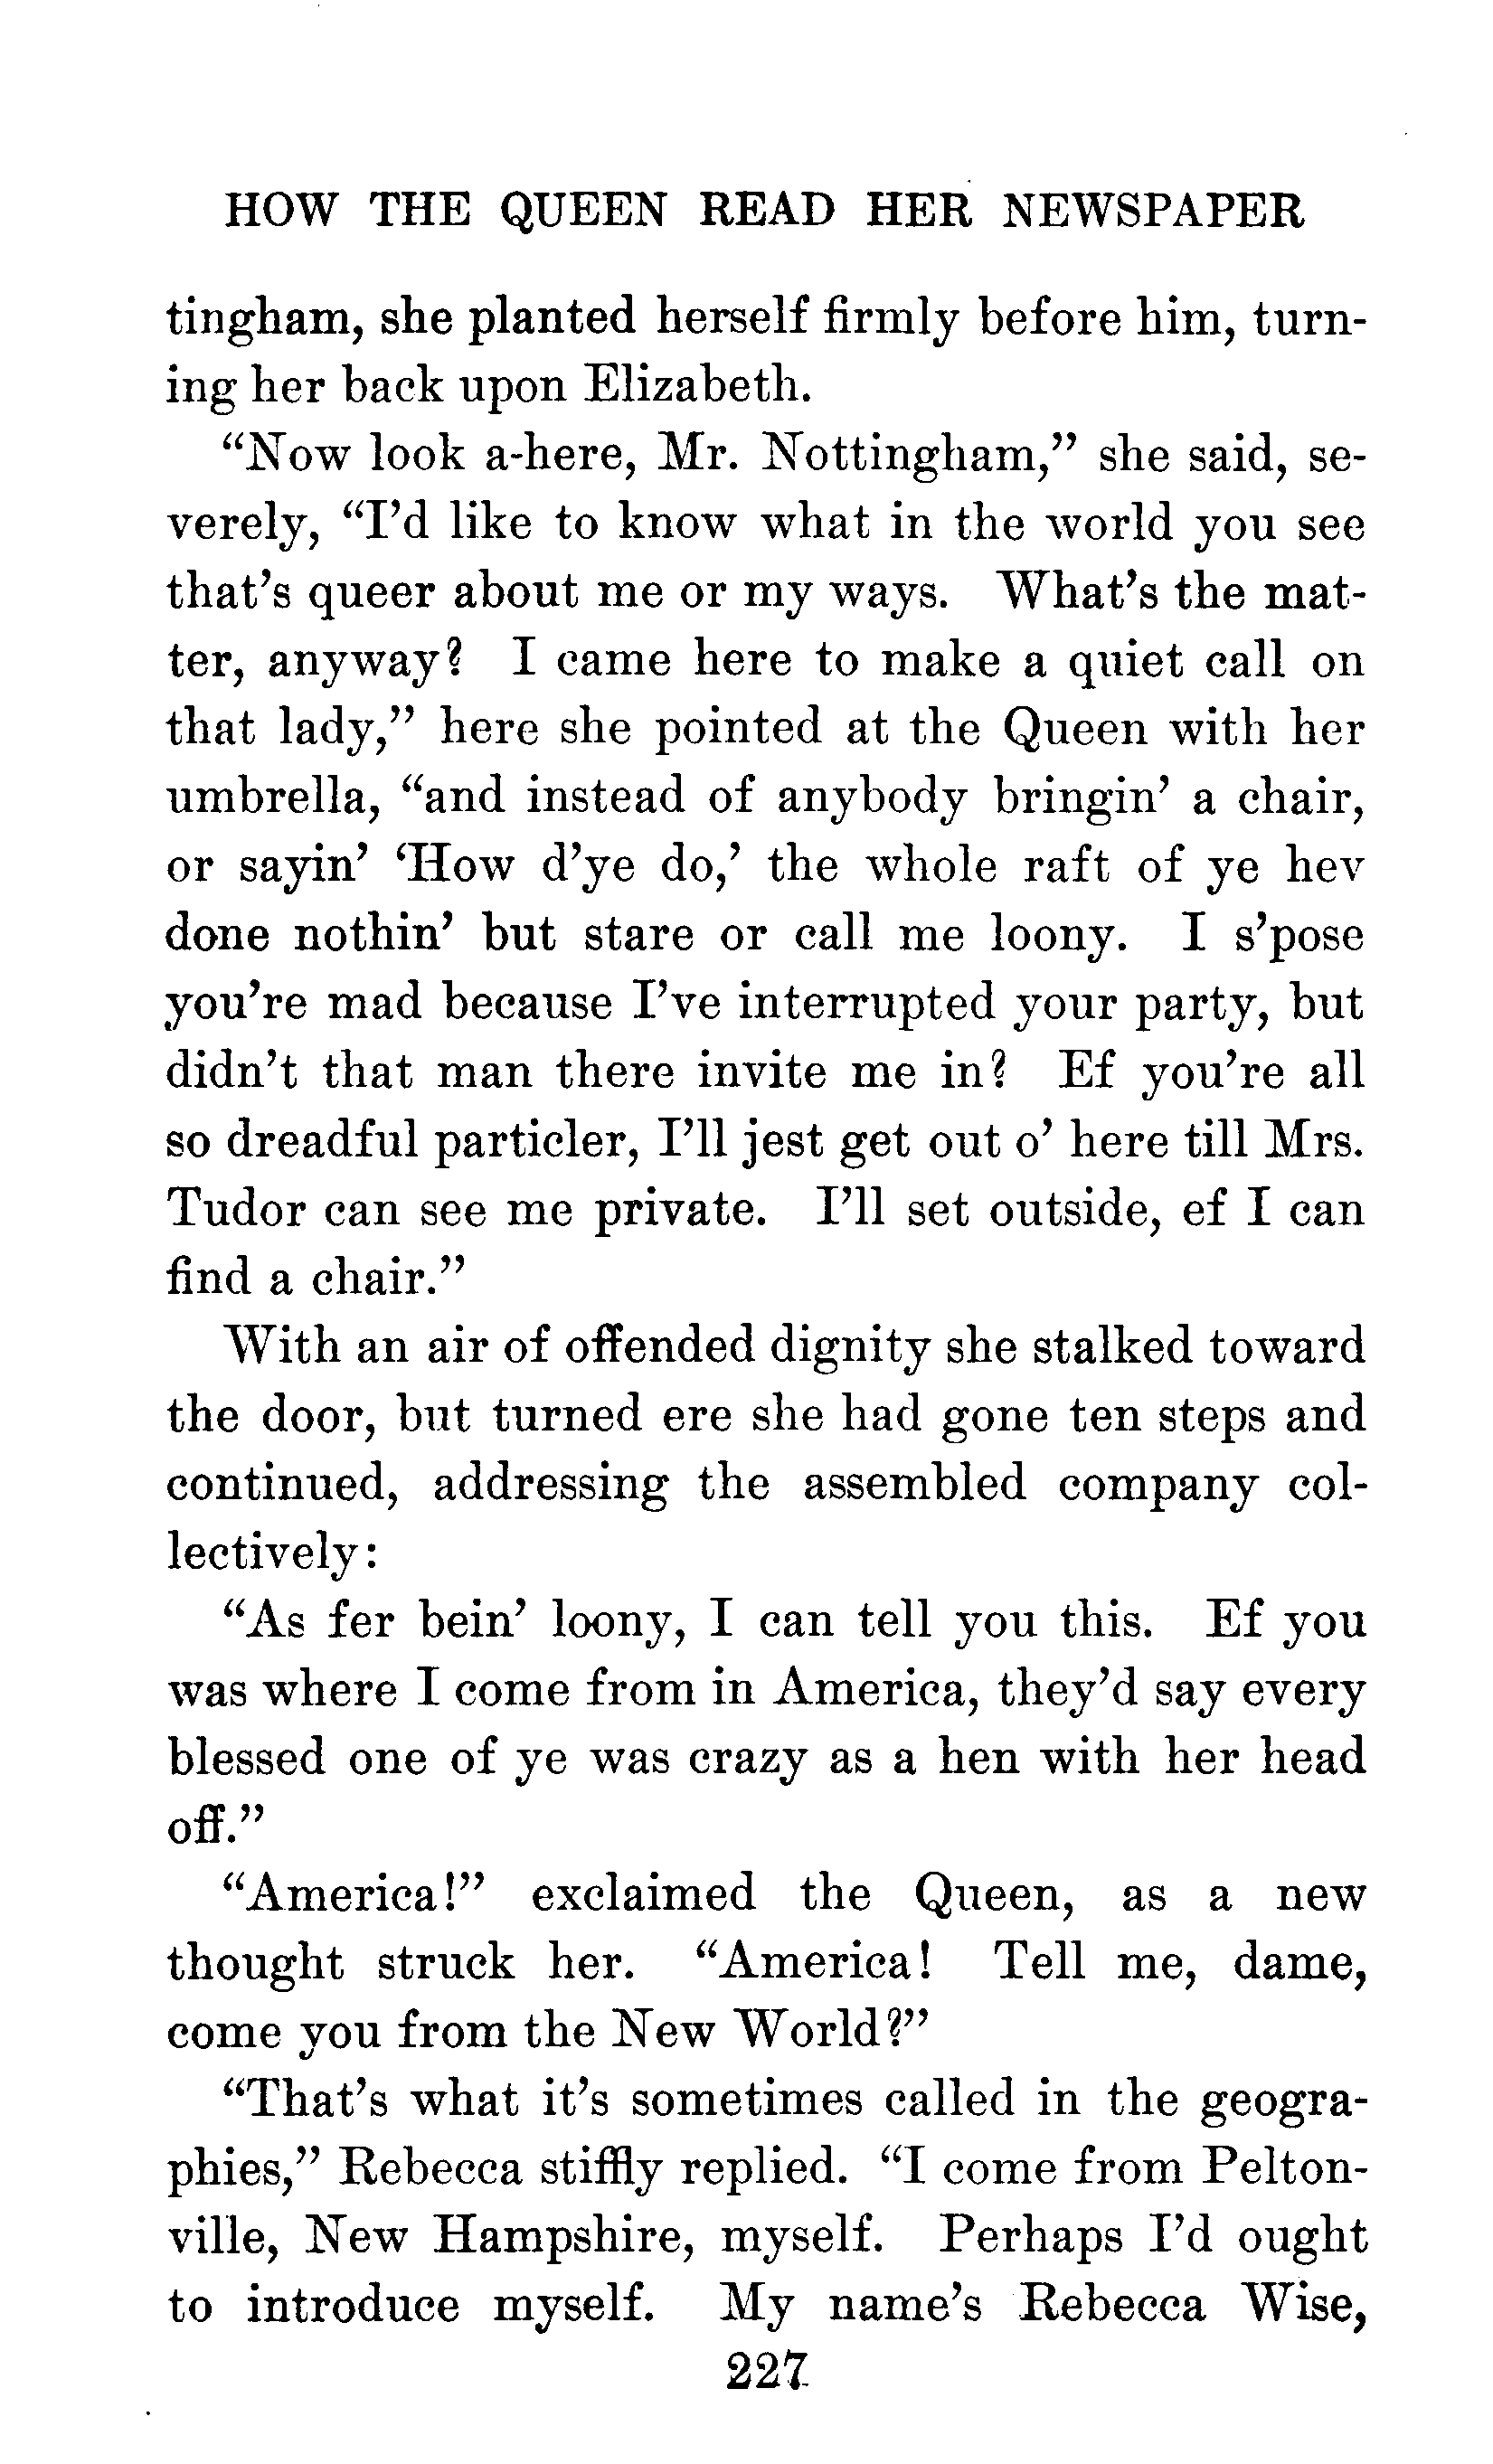 HOW THE QUEEN READ HER NEWSPAPER
tingham, she planted herself firmly before him, turn-
ing her back upon Elizabeth.
“Now look a-here, Mr. Nottingham,” she said, se-
verely, “I’d like to know what in the world you see
that’s queer about me or my ways. What’s the mat-
ter, anyway? I came here to make a quiet call on
that lady,” here she pointed at the Queen with her
umbrella, “and instead of anybody bringin’ a chair,
or sayin’ ‘How d’ye do,’ the whole raft of ye hev
done nothin’ but stare or call me loony. I s’pose
you’re mad because I’ve interrupted your party, but
didn’t that man there invite me in? Ef you’re all
so dreadful particler, I’ll jest get out o’ here till Mrs.
Tudor can see me private. I’ll set outside, ef I can
find a chair.”
With an air of offended dignity she stalked toward
the door, but turned ere she had gone ten steps and
continued, addressing the assembled company col-
lectively:
“As fer bein’ loony, I can tell you this. Ef you
was where I come from in America, they’d say every
blessed one of ye was crazy as a hen with her head
off.”
“America!” exclaimed the Queen, as a new
thought struck her. “America! Tell me, dame,
come you from the New World?”
“That’s what it’s sometimes called in the geogra-
phies,” Rebecca stiffly replied. “I come from Pelton-
ville, New Hampshire, myself. Perhaps I’d ought
to introduce myself. My name’s Rebecca Wise,
227